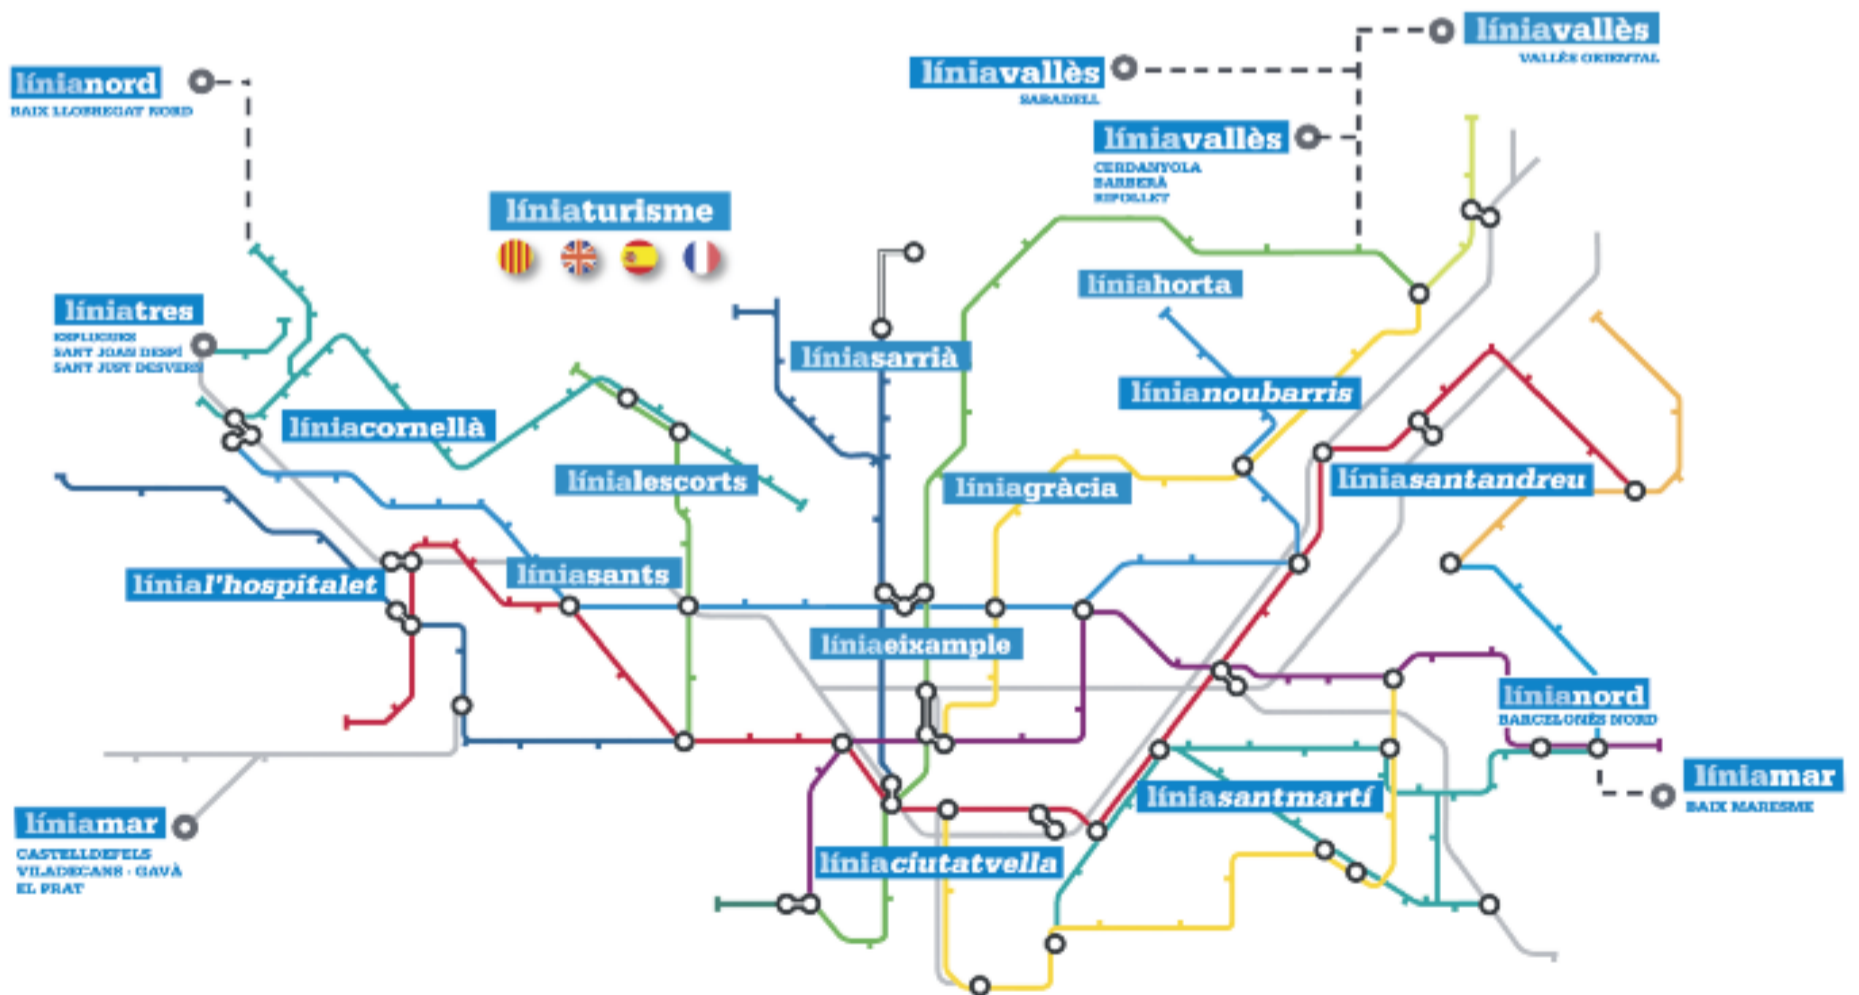 línianord
BAIX LLOBREGAT NORD
líniavallès
VALLÈS ORIENTAL
líniavallès
SABADELL
líniavallès
CERDANYOLA
BARBERÀ
RIPOLLET
líniaturisme
líniatres
ESPLUGUES
SANT JOAN DESPÍ
SANT JUST DESVERN
líniahorta
líniasarrià
línianoubarris
líniacornellà
línialescorts
líniagràcia
líniasantandreu
línial'hospitalet
líniasants
líniaeixample
línianord
BARCELONÈS NORD
líniamar
BAIX MARESME
líniasantmartí
líniamar
CASTELLDEFELS
VILADECANS · GAVÀ
EL PRAT
líniaciutatvella